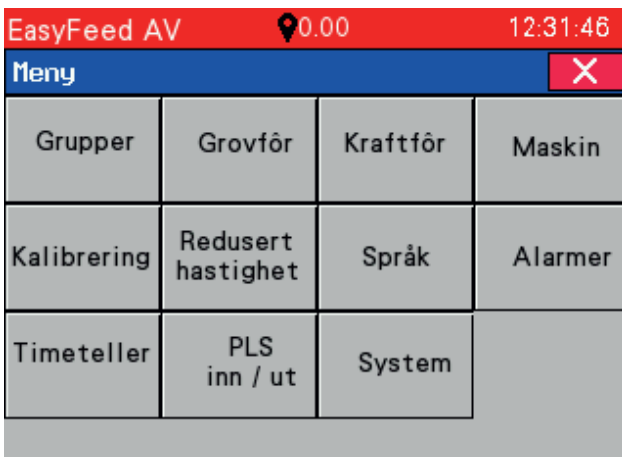 EasyFeed AV 0.00 12:31:46
Meny
Grupper Grovfôr Kraftfôr Maskin
Kalibrering Redusert hastighet Språk Alarmer
Timeteller PLS inn / ut System